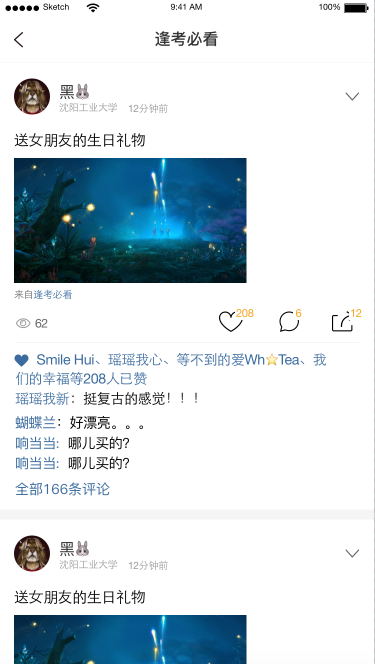 Sketch 9:41 AM 100%
逢考必看
黑🐰
沈阳工业大学 12分钟前
送女朋友的生日礼物
来自逢考必看
62 208 6 12
Smile Hui、瑶瑶我心、等不到的爱Wh⭐Tea、我
们的幸福等208人已赞
瑶瑶我新：挺复古的感觉！！！
蝴蝶兰：好漂亮。。。
响当当: 哪儿买的?
响当当: 哪儿买的?
全部166条评论
黑🐰
沈阳工业大学 12分钟前
送女朋友的生日礼物